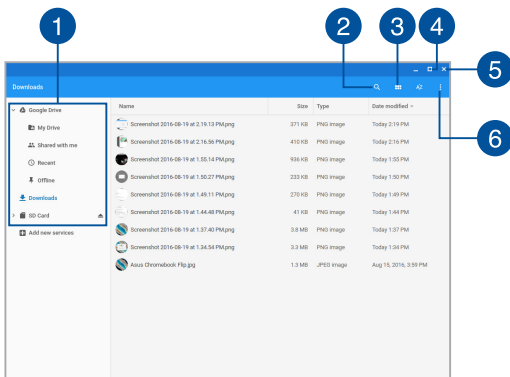 1
2
3
4
5
6
Downloads
AZ
Google Drive
My Drive
Shared with me
Recent
Offline
Downloads
SD Card
Add new services
Name Size Type Date modified
Screenshot 2016-08-19 at 2.19.13 PM.png 371 KB PNG image Today 2:19 PM
Screenshot 2016-08-19 at 2.16.56 PM.png 410 KB PNG image Today 2:16 PM
Screenshot 2016-08-19 at 1.55.14 PM.png 936 KB PNG image Today 1:55 PM
Screenshot 2016-08-19 at 1.50:27 PM.png 233 KB PNG image Today 1:50 PM
Screenshot 2016-08-19 at 1.49.11 PM.png 270 KB PNG image Today 1:49 PM
Screenshot 2016-08-19 at 1.44.48 PM.png 41 KB PNG image Today 1:44 PM
Screenshot 2016-08-19 at 1.37.40 PM.png 3.8 MB PNG image Today 1:37 PM
Screenshot 2016-08-19 at 1.34.54 PM.png 3.3 MB PNG image Today 1:34 PM
Asus Chromebook Flip.jpg 1.3 MB JPEG image Aug 15, 2016, 3:59 PM